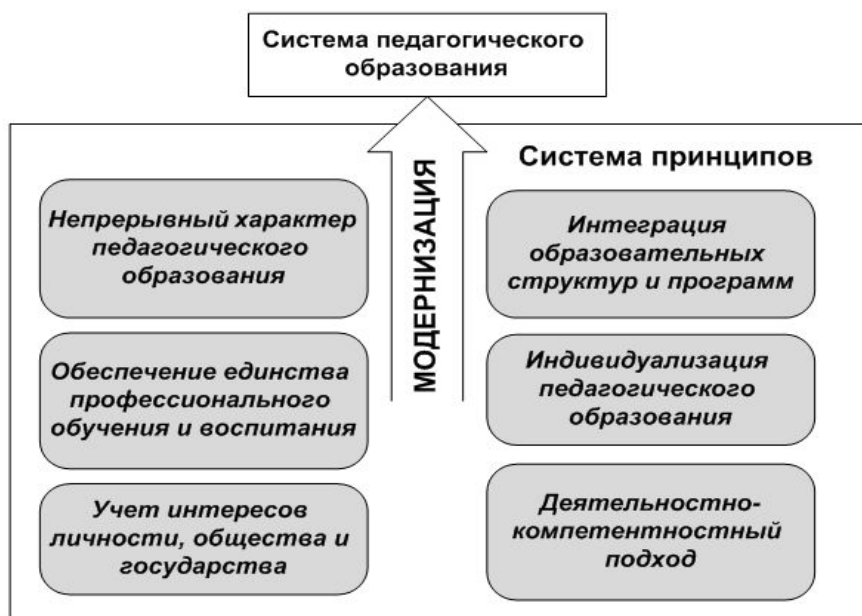 Система педагогического
образования
Система принципов
МОДЕРНИЗАЦИЯ
Непрерывный характер
педагогического
образования
Обеспечение единства
профессионального
обучения и воспитания
Учет интересов
личности, общества и
государства
Интеграция
образовательных
структур и программ
Индивидуализация
педагогического
образования
Деятельностно-
компетентностный
подход